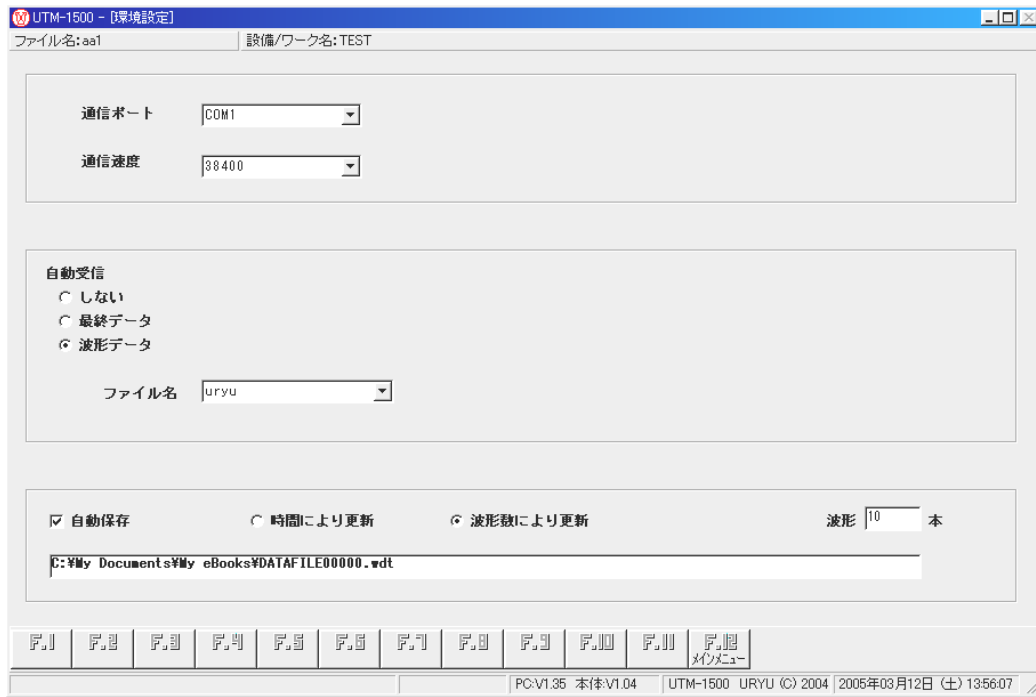 UTM-1500 - [環境設定]
ファイル名:aa1 設備/ワーク名:TEST
通信ポート COM1
通信速度 38400
自動受信
しない
最終データ
波形データ
ファイル名 uryu
自動保存 時間により更新 波形数により更新 波形 10 本
C:¥My Documents¥My eBooks¥DATAFILE00000.wdt
F.1 F.2 F.3 F.4 F.5 F.6 F.7 F.8 F.9 F.10 F.11 F.12
メインメニュー
PC:V1.35 本体:V1.04 UTM-1500 URYU (C) 2004 2005年03月12日 (土) 13:56:07